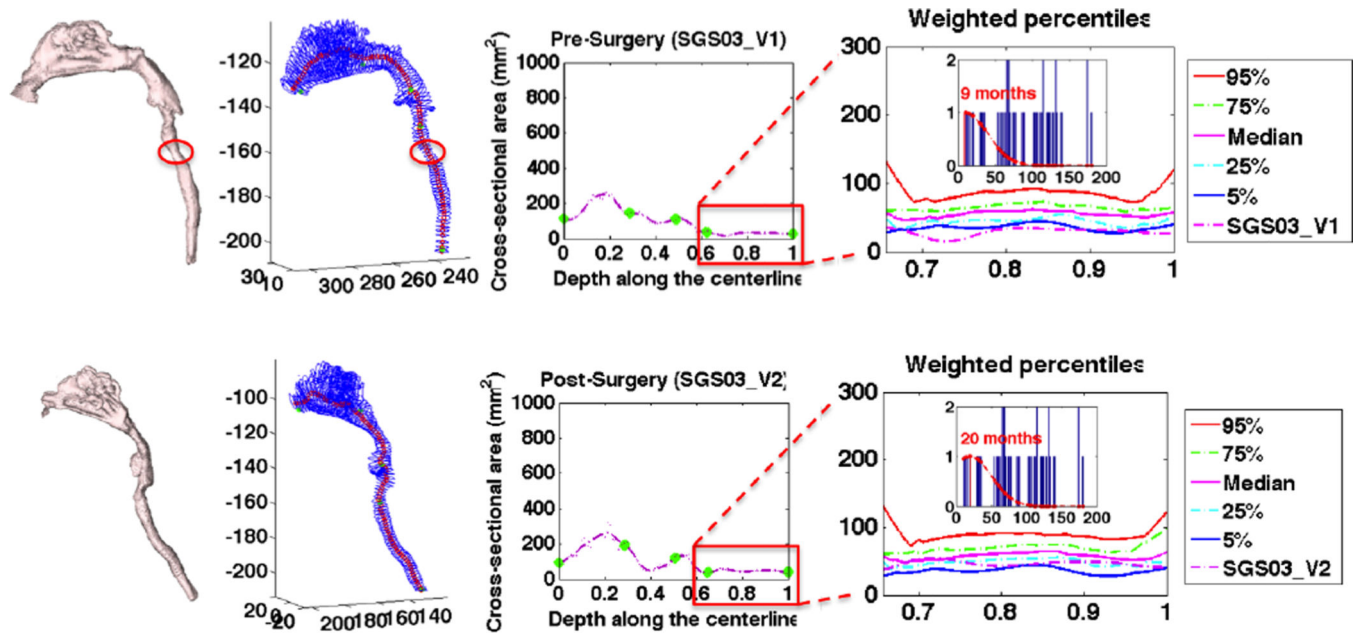 Pre-Surgery (SGS03_V1)
Cross-sectional area (mm²)
1000
800
600
400
200
0
0 0.2 0.4 0.6 0.8 1
Depth along the centerline
-120
-140
-160
-180
-200
30
10 300 280 260 240
Weighted percentiles
300
200
100
0
0.7 0.8 0.9 1
9 months
2
1
0
0 50 100 150 200
95%
75%
Median
25%
5%
SGS03_V1
Post-Surgery (SGS03_V2)
Cross-sectional area (mm²)
1000
800
600
400
200
0
0 0.2 0.4 0.6 0.8 1
Depth along the centerline
-100
-120
-140
-160
-180
-200
20
-20 200 180 160 140
Weighted percentiles
300
200
100
0
0.7 0.8 0.9 1
20 months
2
1
0
0 50 100 150 200
95%
75%
Median
25%
5%
SGS03_V2